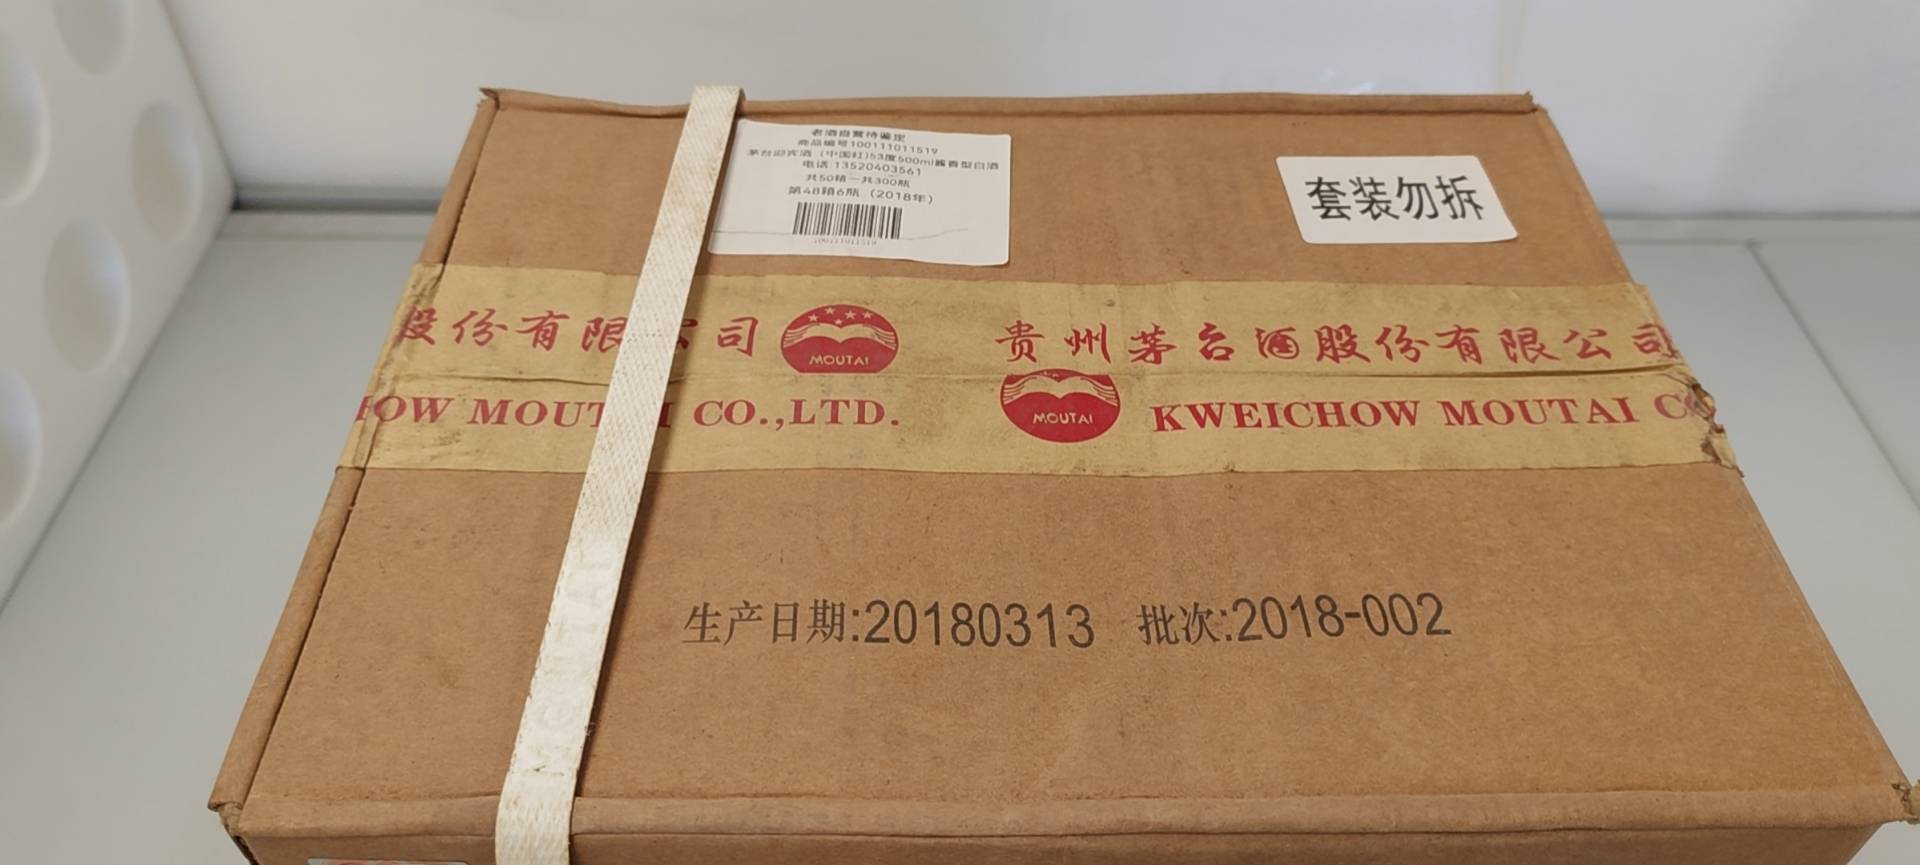 老酒自营待鉴定
商品编号100111011519
茅台迎宾酒（中国红）53度500ml酱香型白酒
电话:13520403561
共50箱一共300瓶
第48箱6瓶（2018年）
100111011519
套装勿拆
股份有限公司 MOUTAI 贵州茅台酒股份有限公司
HOW MOUTAI CO.,LTD. MOUTAI KWEICHOW MOUTAI CO
生产日期:20180313 批次:2018-002